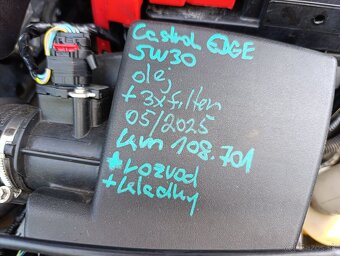 Castrol EDGE
5W30
olej
+ 3x filter
05/2025
km 108.701
+ rozvod
+ kladky